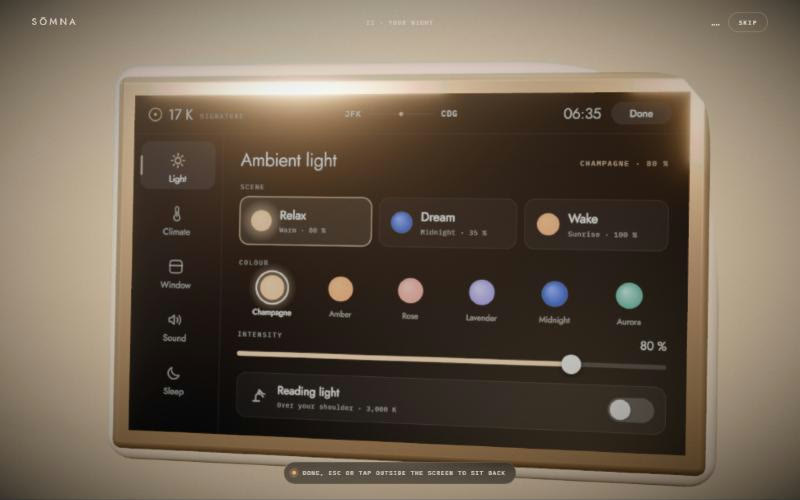 SŌMNA
II · YOUR NIGHT
SKIP
17 K SIGNATURE
JFK CDG
06:35
Done
Light
Climate
Window
Sound
Sleep
Ambient light
CHAMPAGNE · 80 %
SCENE
Relax
Warm · 80 %
Dream
Midnight · 35 %
Wake
Sunrise · 100 %
COLOUR
Champagne
Amber
Rose
Lavender
Midnight
Aurora
INTENSITY
80 %
Reading light
Over your shoulder · 3,000 K
DONE, ESC OR TAP OUTSIDE THE SCREEN TO SIT BACK